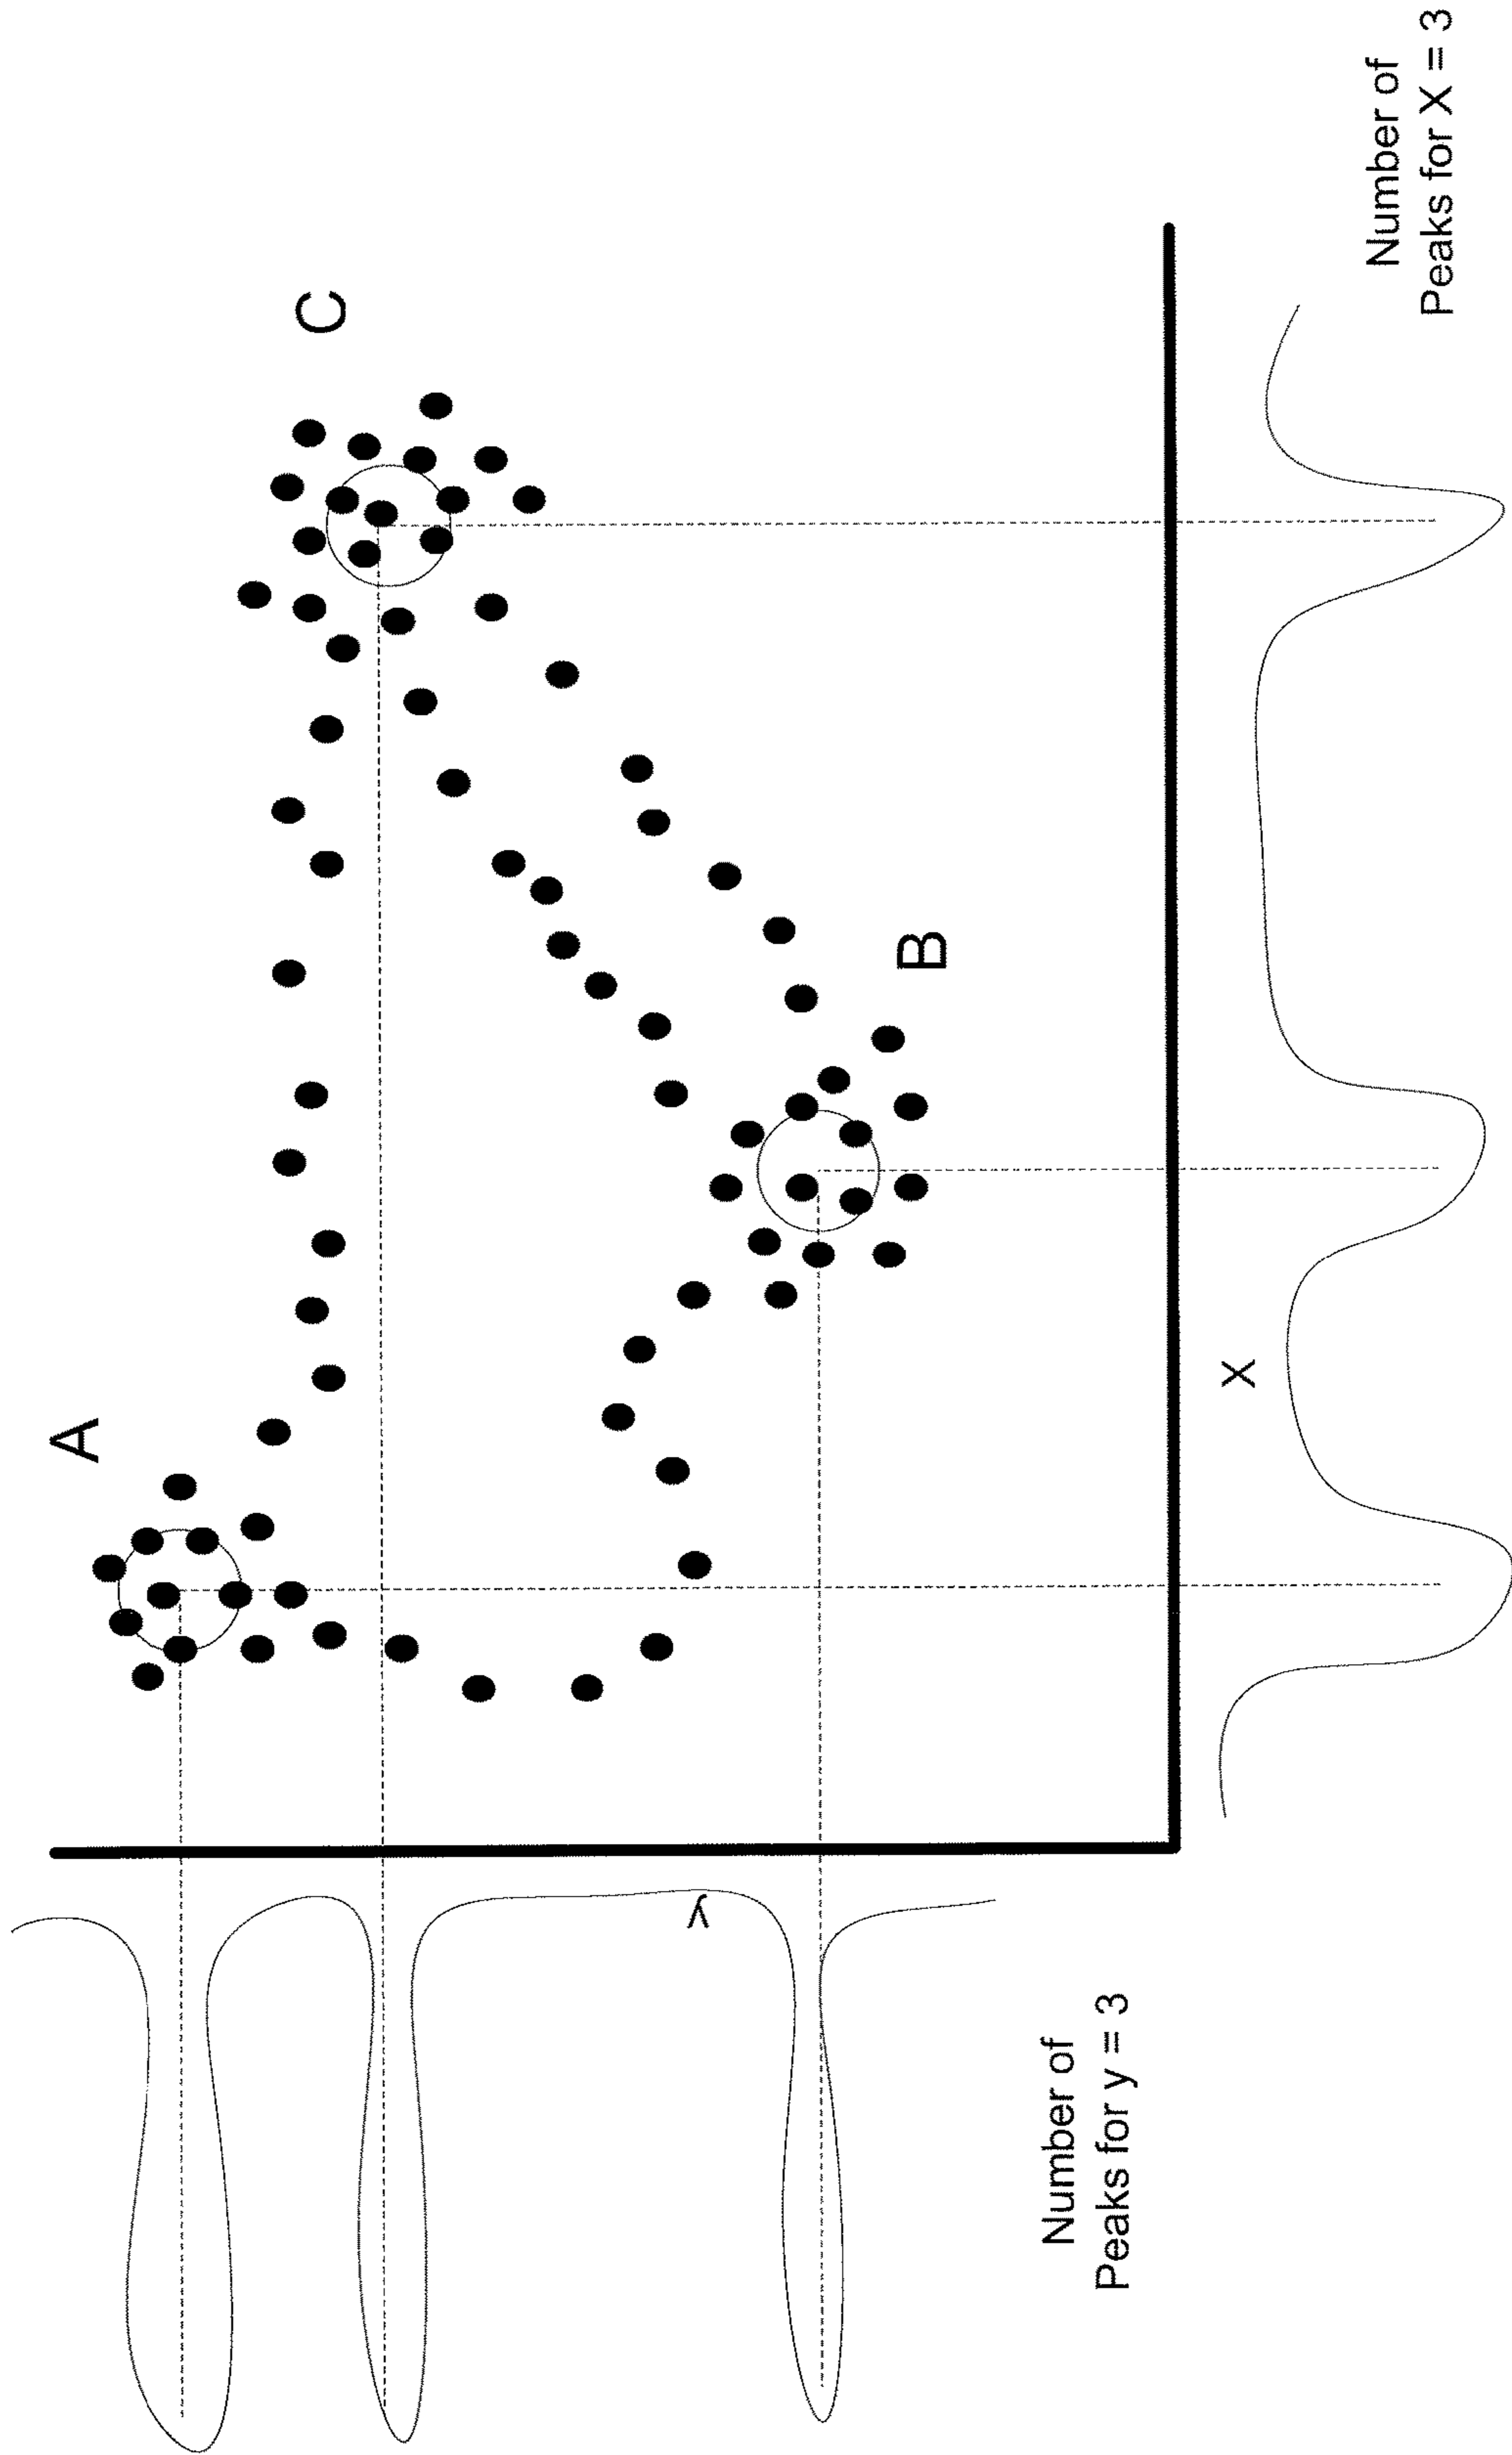 A
C
B
y
X
Number of
Peaks for y = 3
Number of
Peaks for X = 3